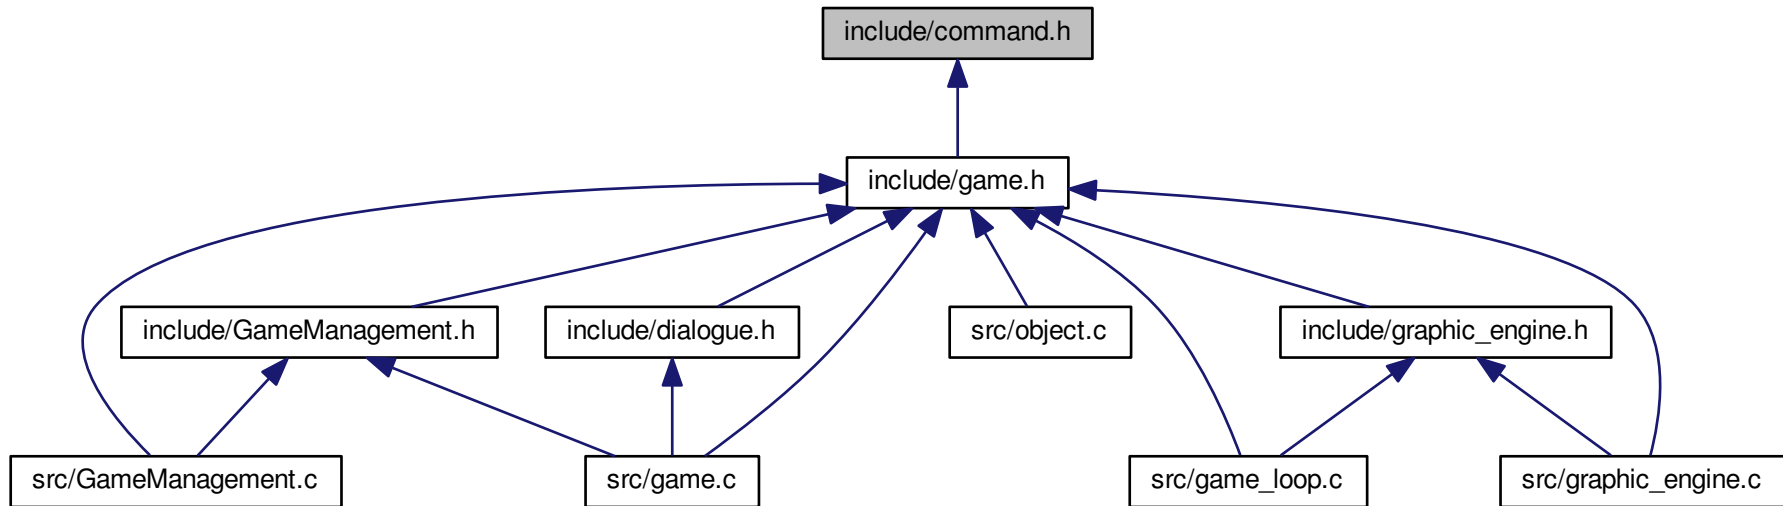 include/command.h
include/game.h
include/GameManagement.h
include/dialogue.h
src/object.c
include/graphic_engine.h
src/GameManagement.c
src/game.c
src/game_loop.c
src/graphic_engine.c